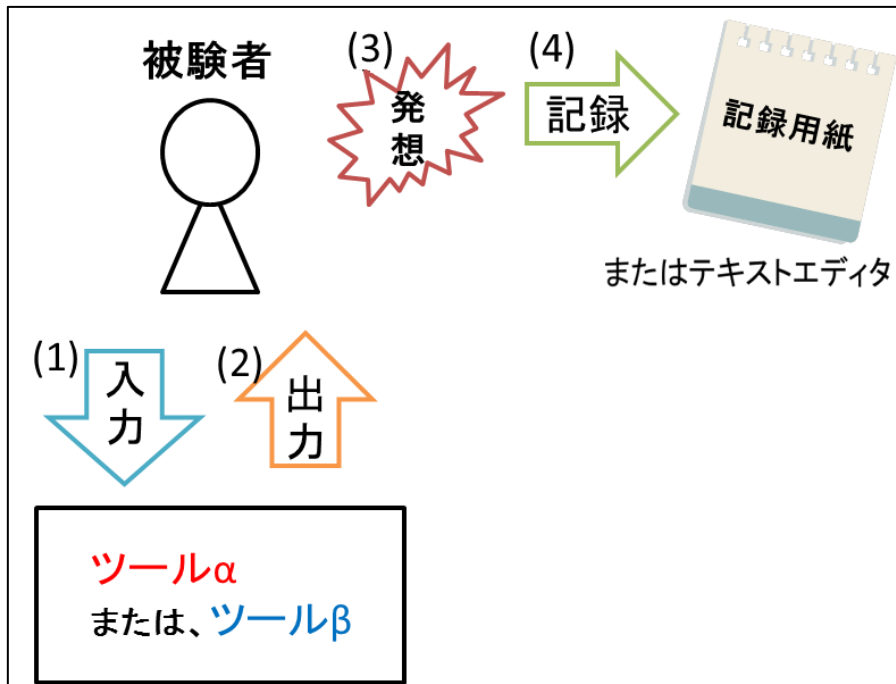 被験者
(3)
発想
(4)
記録
記録用紙
またはテキストエディタ
(1)
入力
(2)
出力
ツールα
または、ツールβ